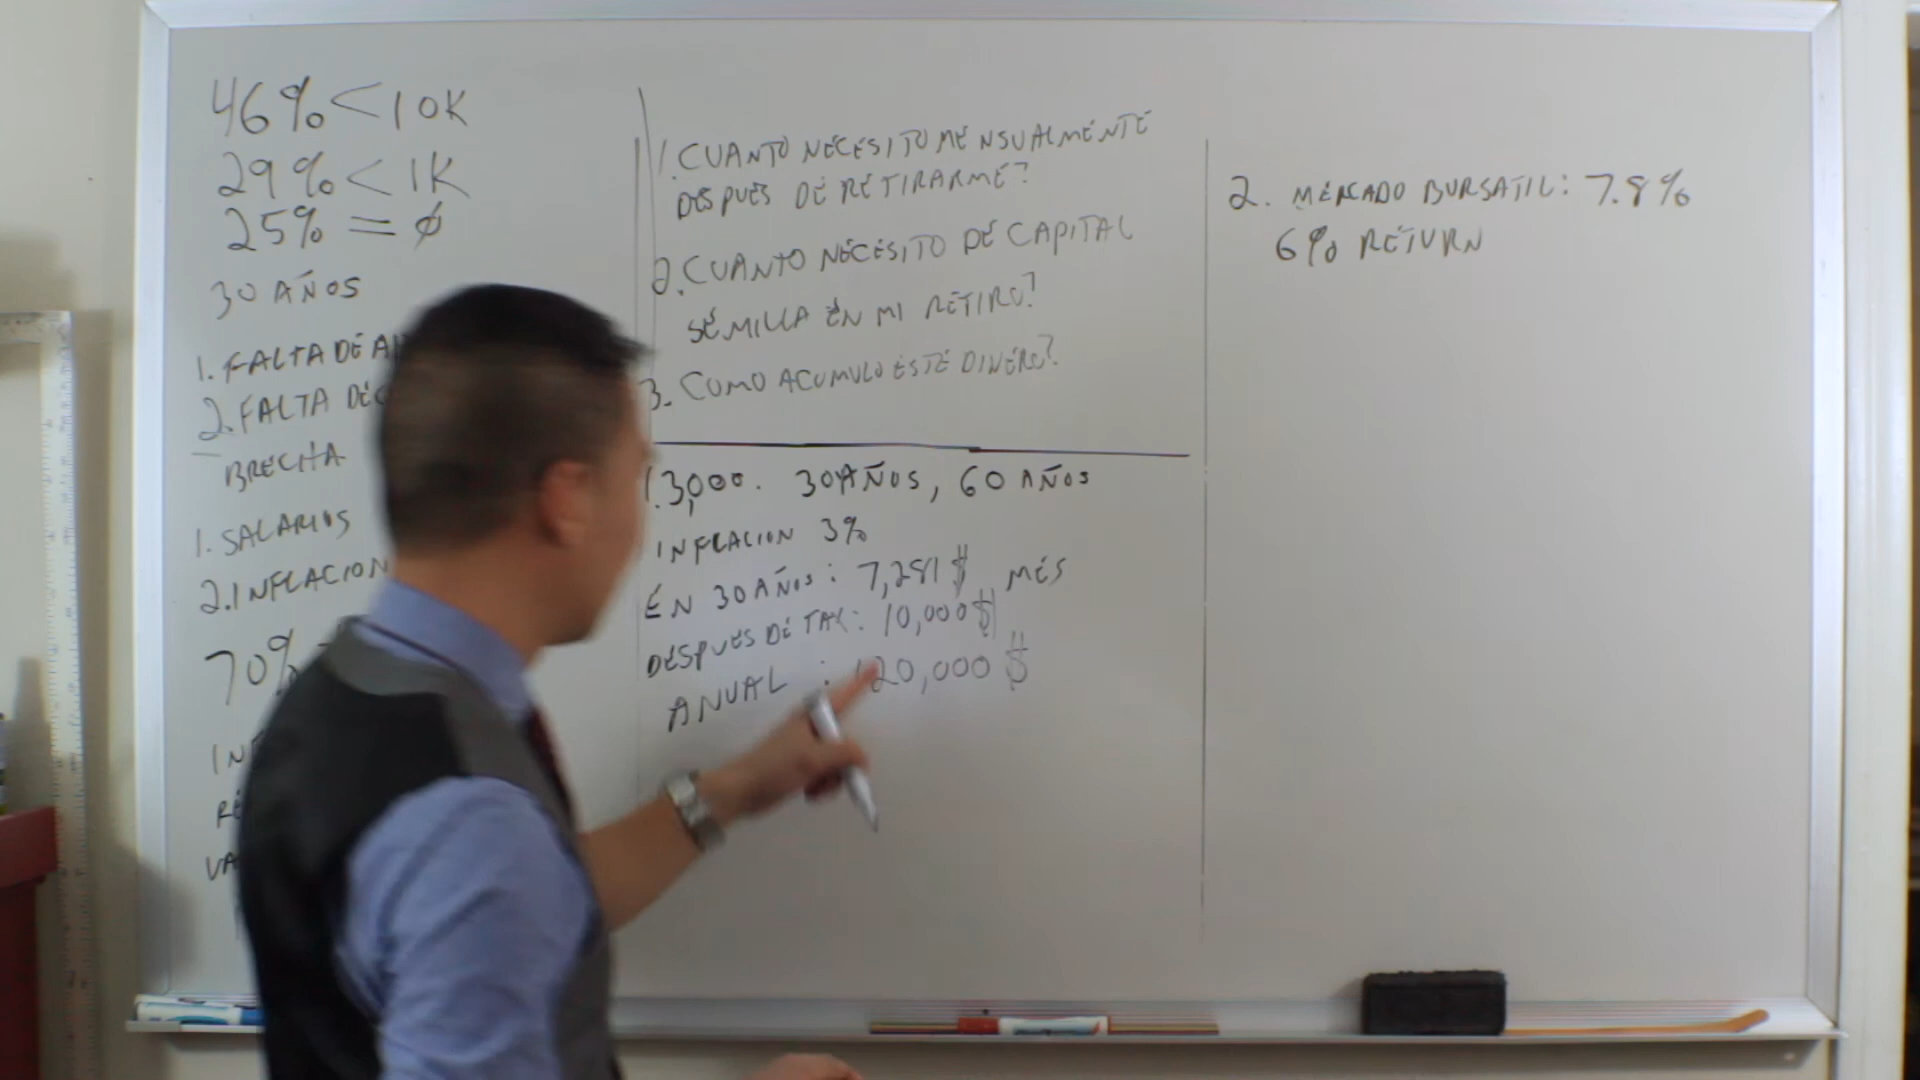 46% < 10K
29% < 1K
25% = ø
30 AÑOS
1. FALTA DE
2. FALTA DE
BRECHA
1. SALARIOS
2. INFLACION
70%
1. CUANTO NECESITO MENSUALMENTE
DESPUES DE RETIRARME?
2. CUANTO NECESITO DE CAPITAL
SEMILLA EN MI RETIRO?
3. COMO ACUMULO ESTE DINERO?
1. 3,000. 30 AÑOS, 60 AÑOS
INFLACION 3%
EN 30 AÑOS: 7,281$ MES
DESPUES DE TAX: 10,000$
ANUAL : 120,000$
2. MERCADO BURSATIL: 7.8%
6% RETURN